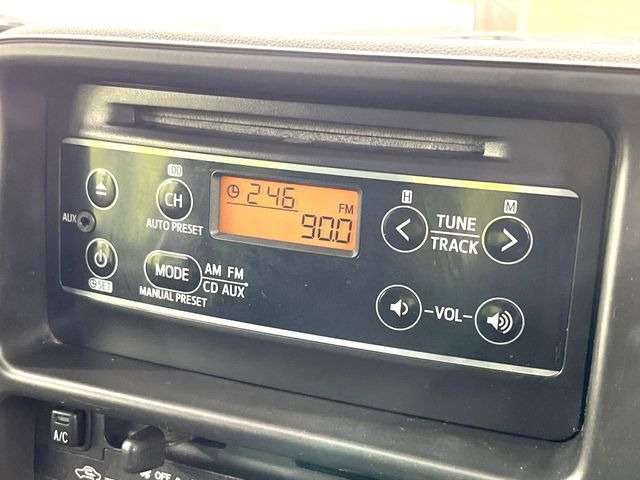 :00
CH
AUTO PRESET
AUX
SET
MODE
AM FM
CD AUX
MANUAL PRESET
2:46
FM
90.0
H
M
TUNE
TRACK
VOL
A/C
OFF